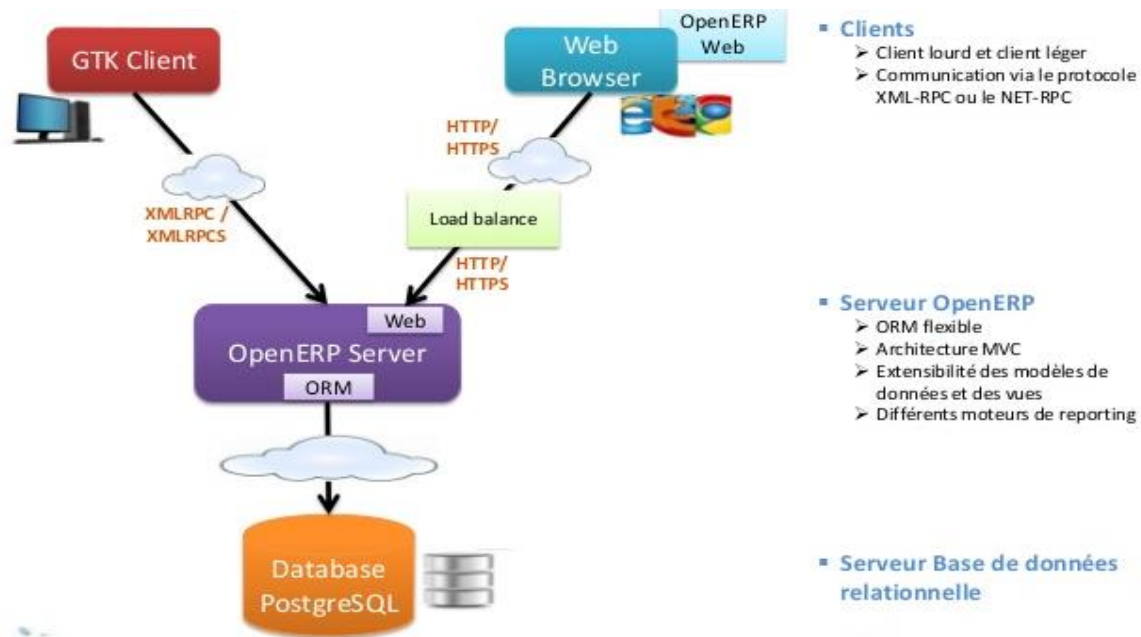 GTK Client
Web
Browser
OpenERP
Web
HTTP/
HTTPS
XMLRPC /
XMLRPCS
Load balance
HTTP/
HTTPS
Web
OpenERP Server
ORM
Database
PostgreSQL
▪ Clients
➢ Client lourd et client léger
➢ Communication via le protocole
XML-RPC ou le NET-RPC
▪ Serveur OpenERP
➢ ORM flexible
➢ Architecture MVC
➢ Extensibilité des modèles de
données et des vues
➢ Différents moteurs de reporting
▪ Serveur Base de données
relationnelle